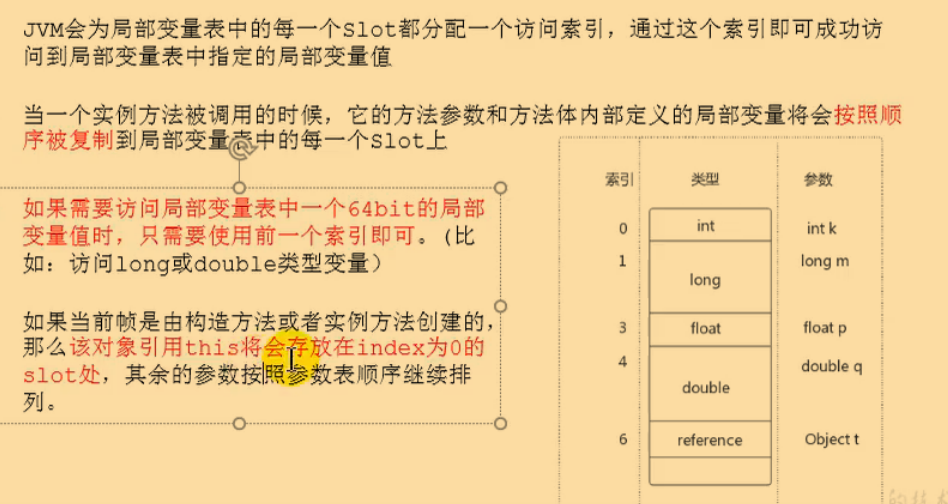 JVM会为局部变量表中的每一个Slot都分配一个访问索引，通过这个索引即可成功访
问到局部变量表中指定的局部变量值
当一个实例方法被调用的时候，它的方法参数和方法体内部定义的局部变量将会按照顺
序被复制到局部变量表中的每一个Slot上
如果需要访问局部变量表中一个64bit的局部
变量值时，只需要使用前一个索引即可。（比
如：访问long或double类型变量）
如果当前帧是由构造方法或者实例方法创建的，
那么该对象引用this将会存放在index为0的
slot处，其余的参数按照参数表顺序继续排
列。
索引 类型 参数
0 int int k
1 long long m
3 float float p
4 double double q
6 reference Object t